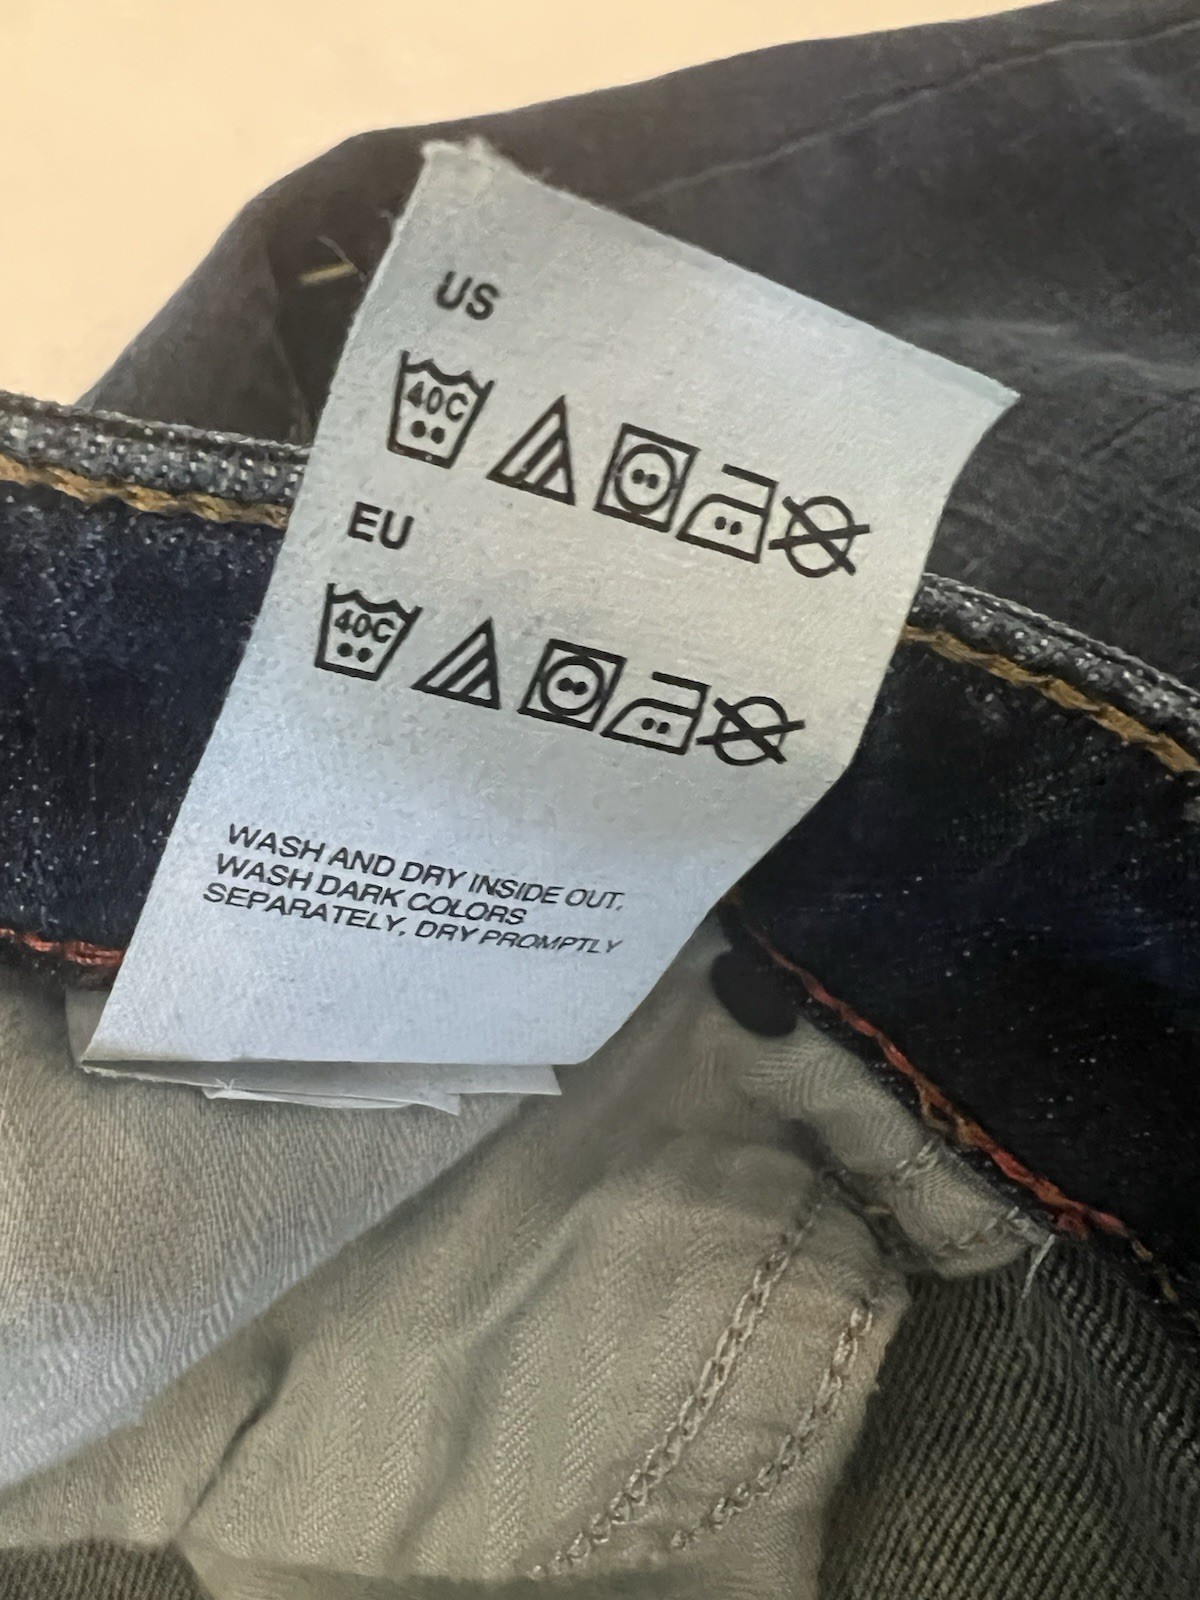 US
40C
EU
40C
WASH AND DRY INSIDE OUT,
WASH DARK COLORS
SEPARATELY, DRY PROMPTLY